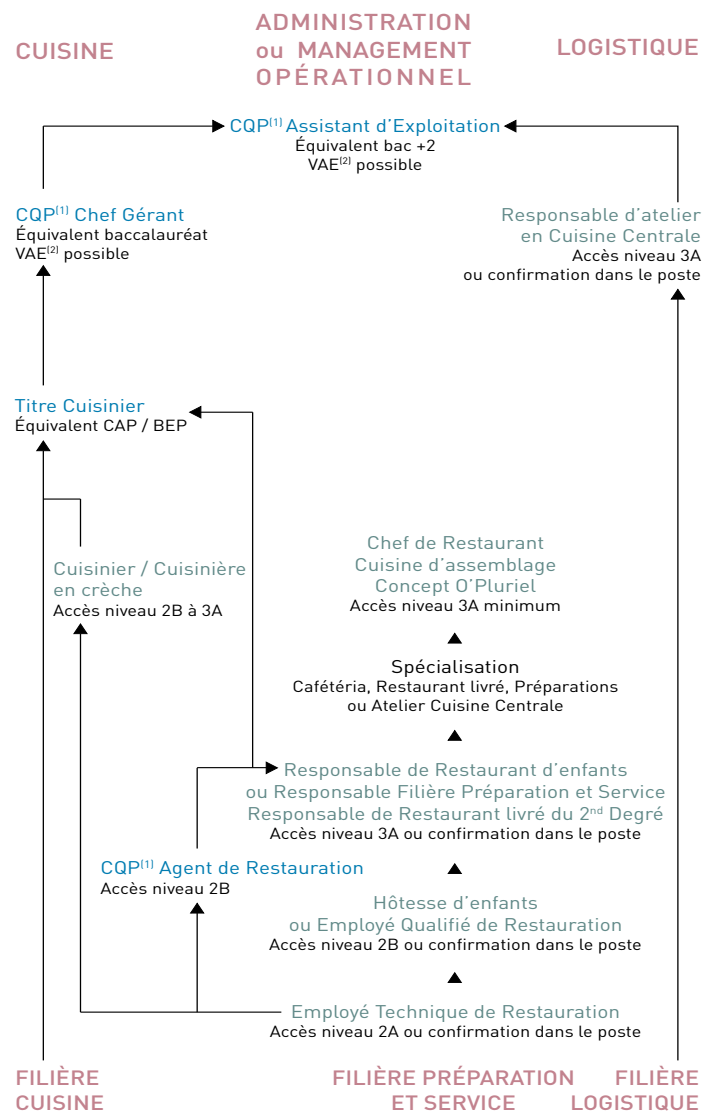 CUISINE
ADMINISTRATION
ou MANAGEMENT
OPÉRATIONNEL
LOGISTIQUE
CQP(1) Assistant d'Exploitation
Équivalent bac +2
VAE(2) possible
CQP(1) Chef Gérant
Équivalent baccalauréat
VAE(2) possible
Responsable d'atelier
en Cuisine Centrale
Accès niveau 3A
ou confirmation dans le poste
Titre Cuisinier
Équivalent CAP / BEP
Cuisinier / Cuisinière
en crèche
Accès niveau 2B à 3A
Chef de Restaurant
Cuisine d'assemblage
Concept O'Pluriel
Accès niveau 3A minimum
Spécialisation
Cafétéria, Restaurant livré, Préparations
ou Atelier Cuisine Centrale
Responsable de Restaurant d'enfants
ou Responsable Filière Préparation et Service
Responsable de Restaurant livré du 2nd Degré
Accès niveau 3A ou confirmation dans le poste
CQP(1) Agent de Restauration
Accès niveau 2B
Hôtesse d'enfants
ou Employé Qualifié de Restauration
Accès niveau 2B ou confirmation dans le poste
Employé Technique de Restauration
Accès niveau 2A ou confirmation dans le poste
FILIÈRE
CUISINE
FILIÈRE PRÉPARATION
ET SERVICE
FILIÈRE
LOGISTIQUE